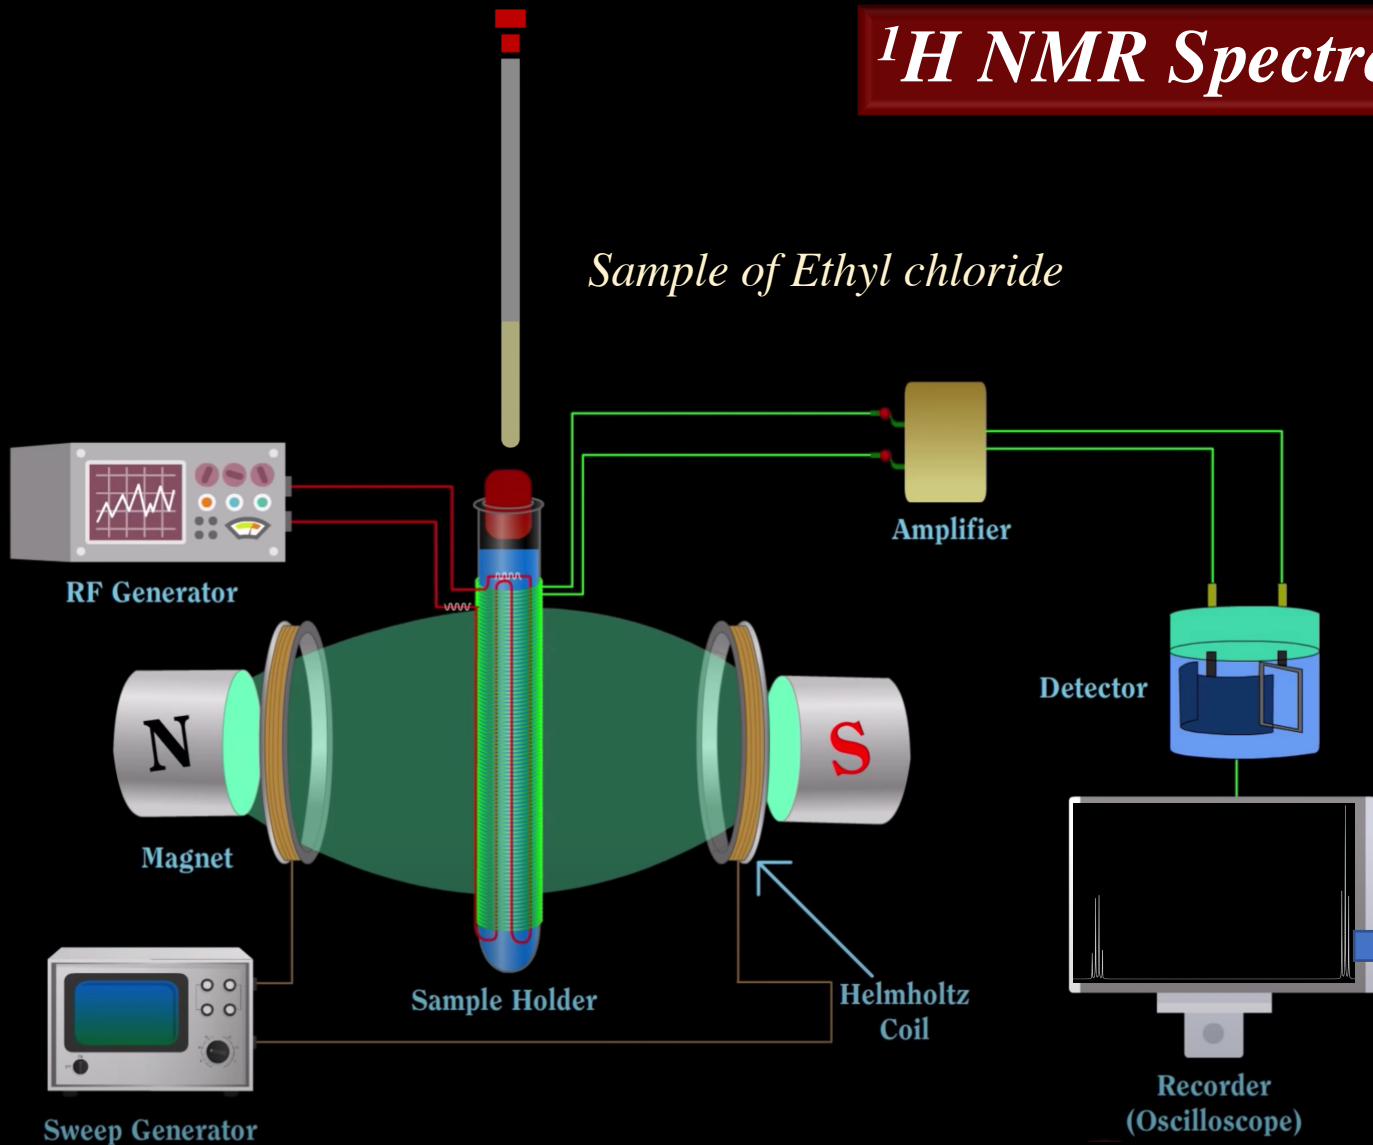 ¹H NMR Spectr
Sample of Ethyl chloride
Amplifier
RF Generator
Detector
N
S
Magnet
Sample Holder
Helmholtz
Coil
Recorder
(Oscilloscope)
Sweep Generator